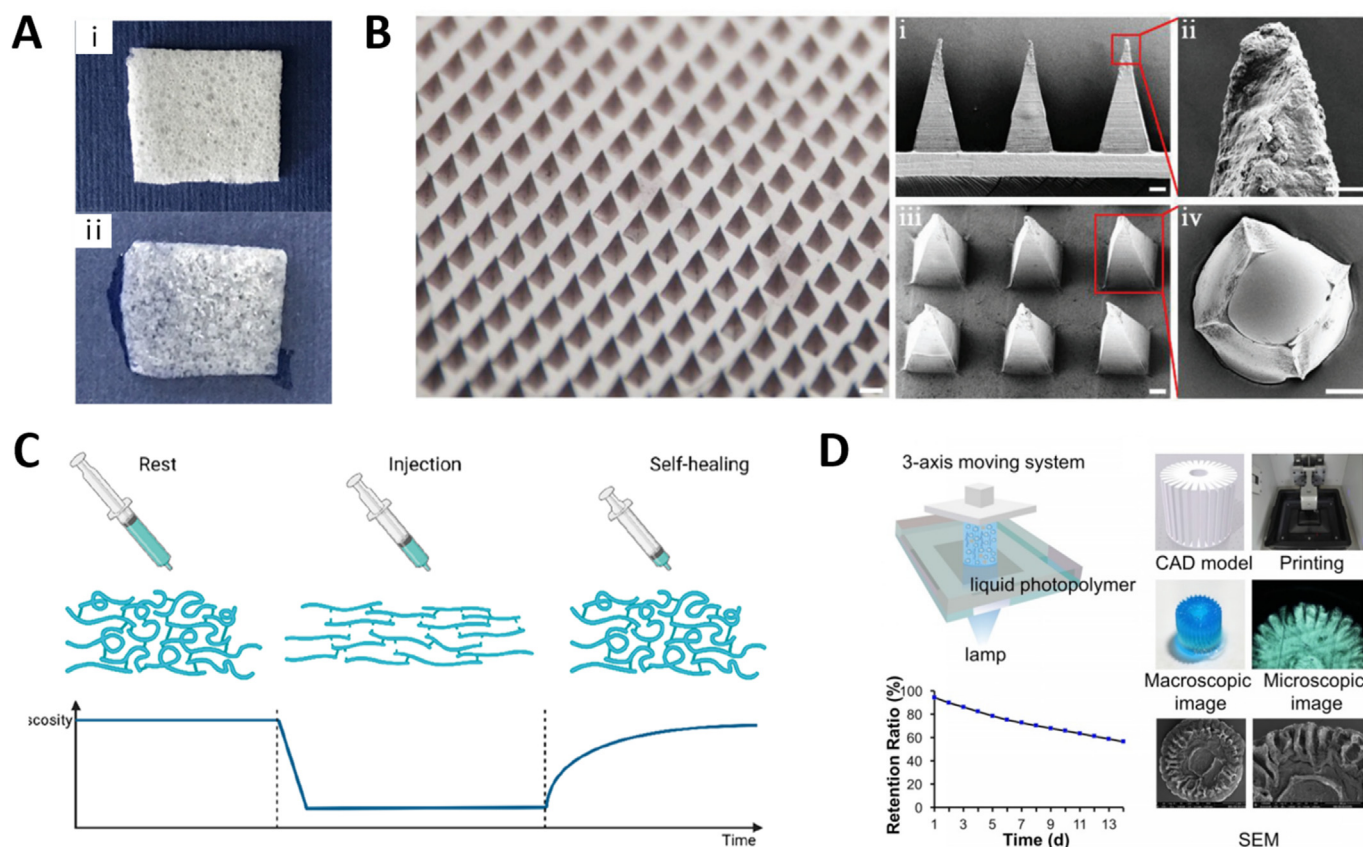 A
i
ii
B
i
ii
iii
iv
C
Rest
Injection
Self-healing
scosity
Time
D
3-axis moving system
liquid photopolymer
lamp
CAD model
Printing
Macroscopic
image
Microscopic
image
Retention Ratio (%)
100
80
60
40
20
0
1 3 5 7 9 11 13
Time (d)
SEM